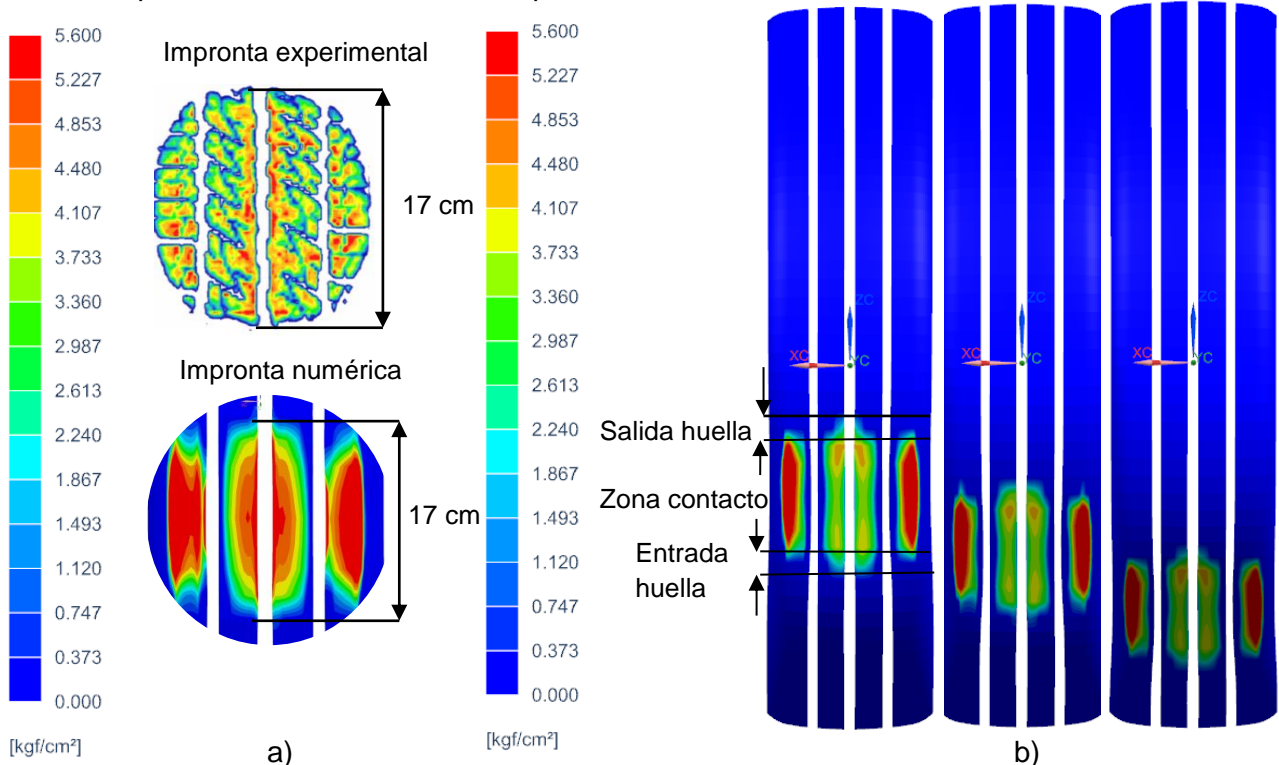 5.600
5.227
4.853
4.480
4.107
3.733
3.360
2.987
2.613
2.240
1.867
1.493
1.120
0.747
0.373
0.000
[kgf/cm²]
Impronta experimental
17 cm
Impronta numérica
17 cm
a)
5.600
5.227
4.853
4.480
4.107
3.733
3.360
2.987
2.613
2.240
1.867
1.493
1.120
0.747
0.373
0.000
[kgf/cm²]
ZC
XC
YC
ZC
XC
YC
ZC
XC
YC
Salida huella
Zona contacto
Entrada
huella
b)